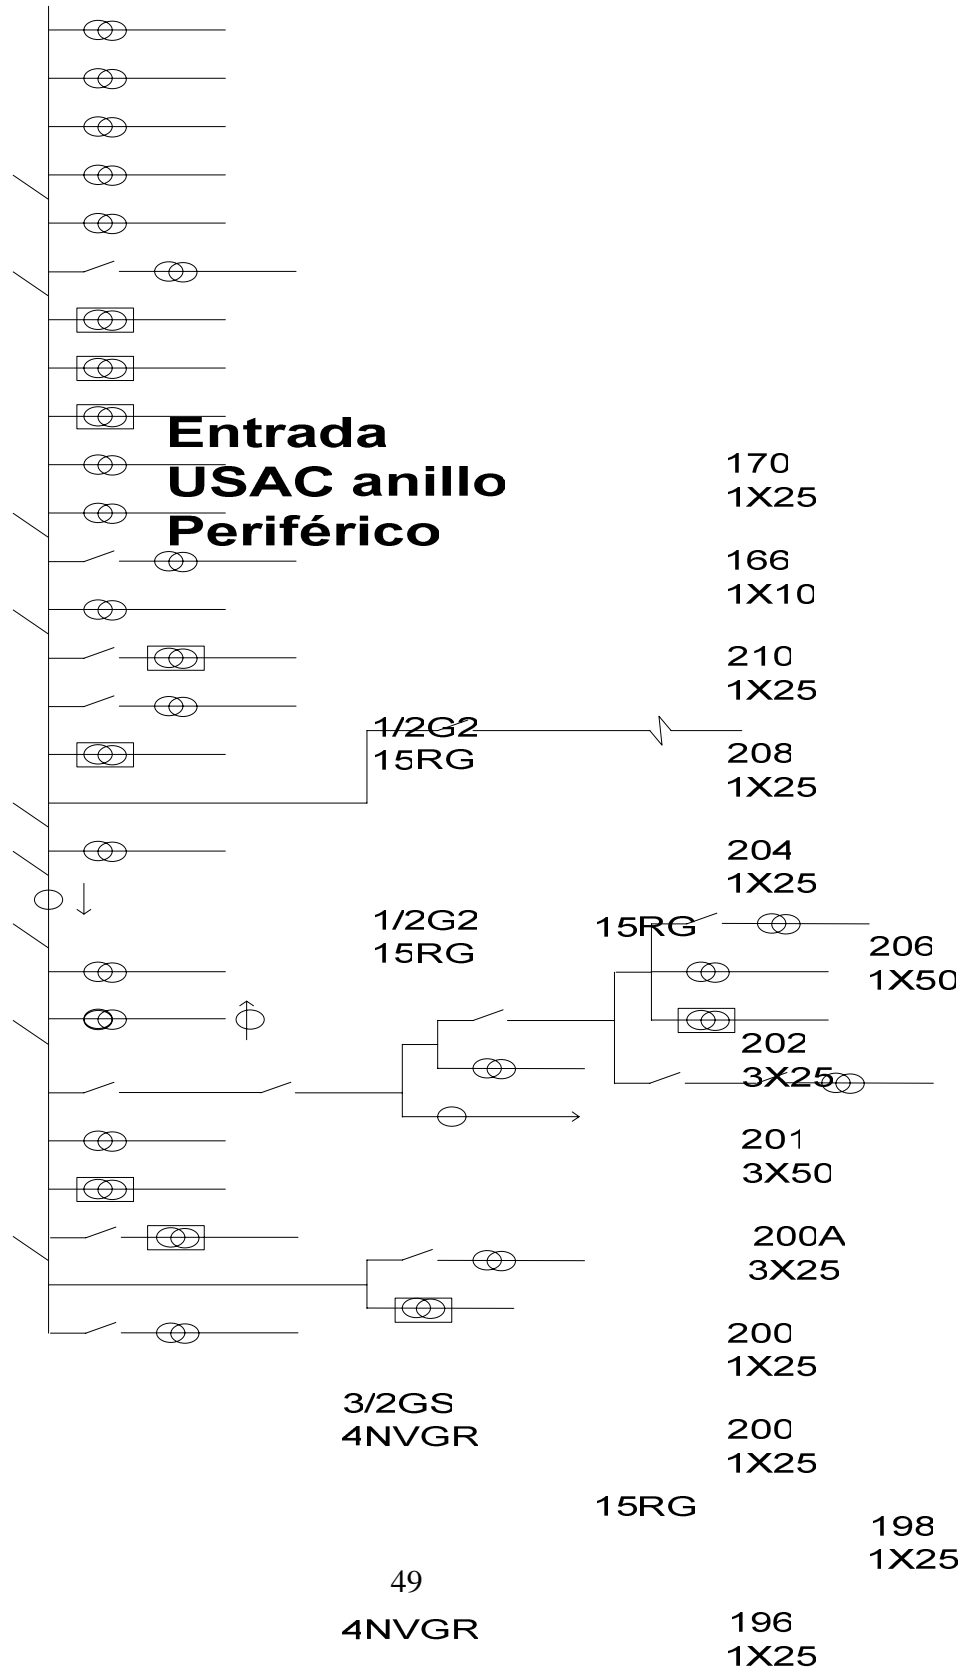 Entrada
USAC anillo
Periférico
170
1X25
166
1X10
210
1X25
1/2G2
15RG
208
1X25
204
1X25
1/2G2
15RG
15RG
206
1X50
202
3X25
201
3X50
200A
3X25
200
1X25
3/2GS
4NVGR
200
1X25
15RG
198
1X25
49
4NVGR
196
1X25